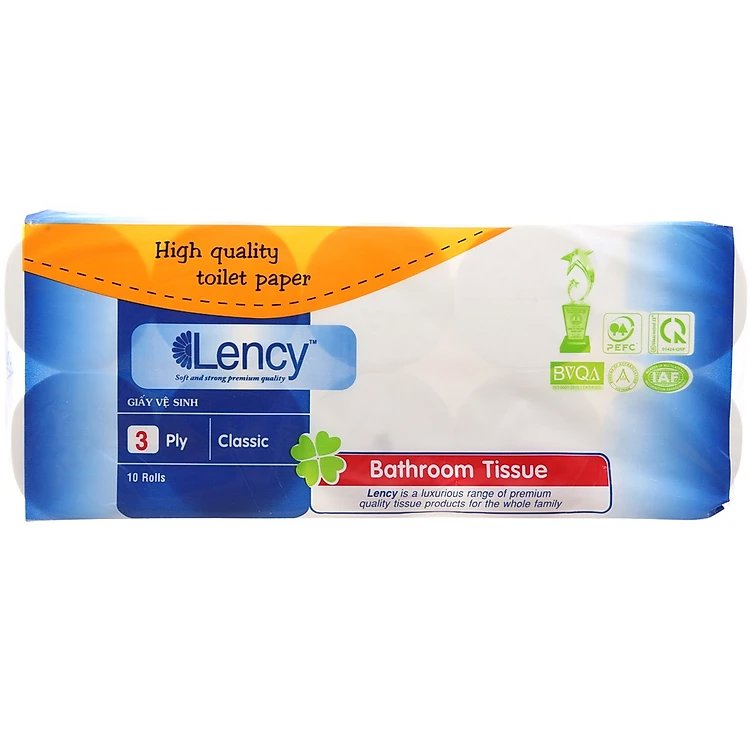 High quality
toilet paper
Lency™
Soft and strong premium quality
GIẤY VỆ SINH
3 Ply Classic
10 Rolls
Bathroom Tissue
Lency is a luxurious range of premium
quality tissue products for the whole family
PEFC
BVQA
IAF